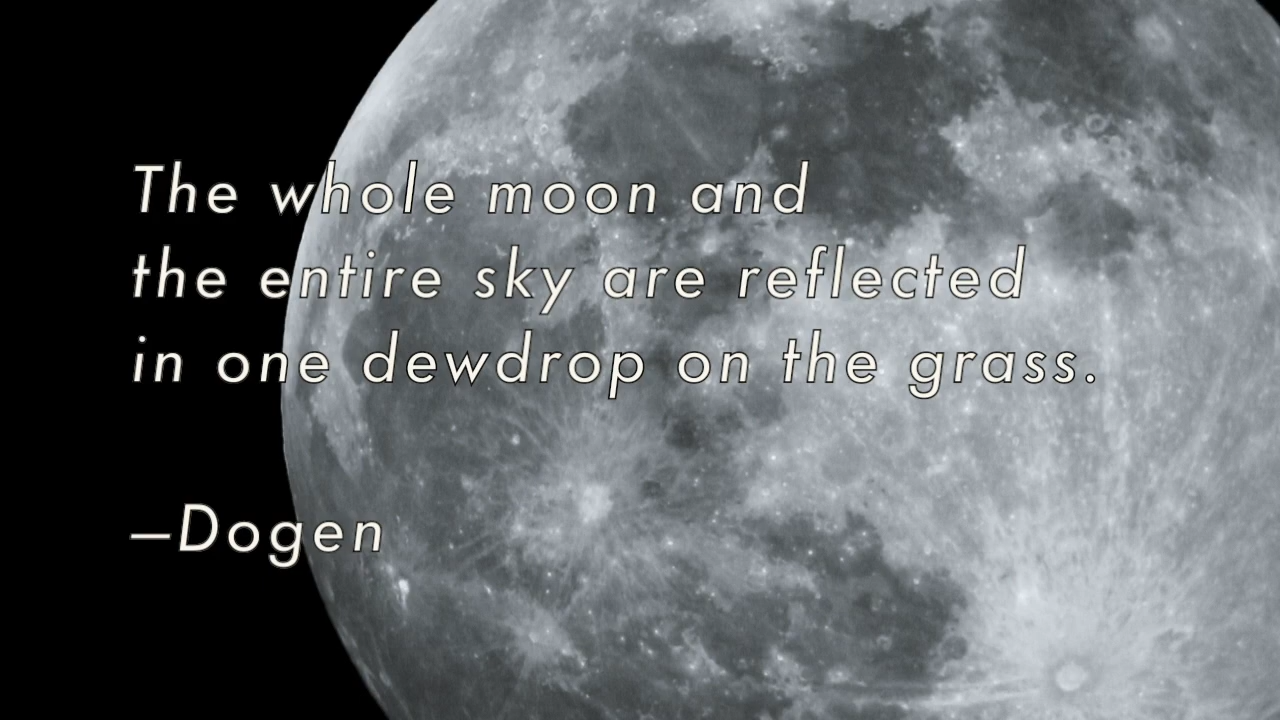 The whole moon and
the entire sky are reflected
in one dewdrop on the grass.
—Dogen